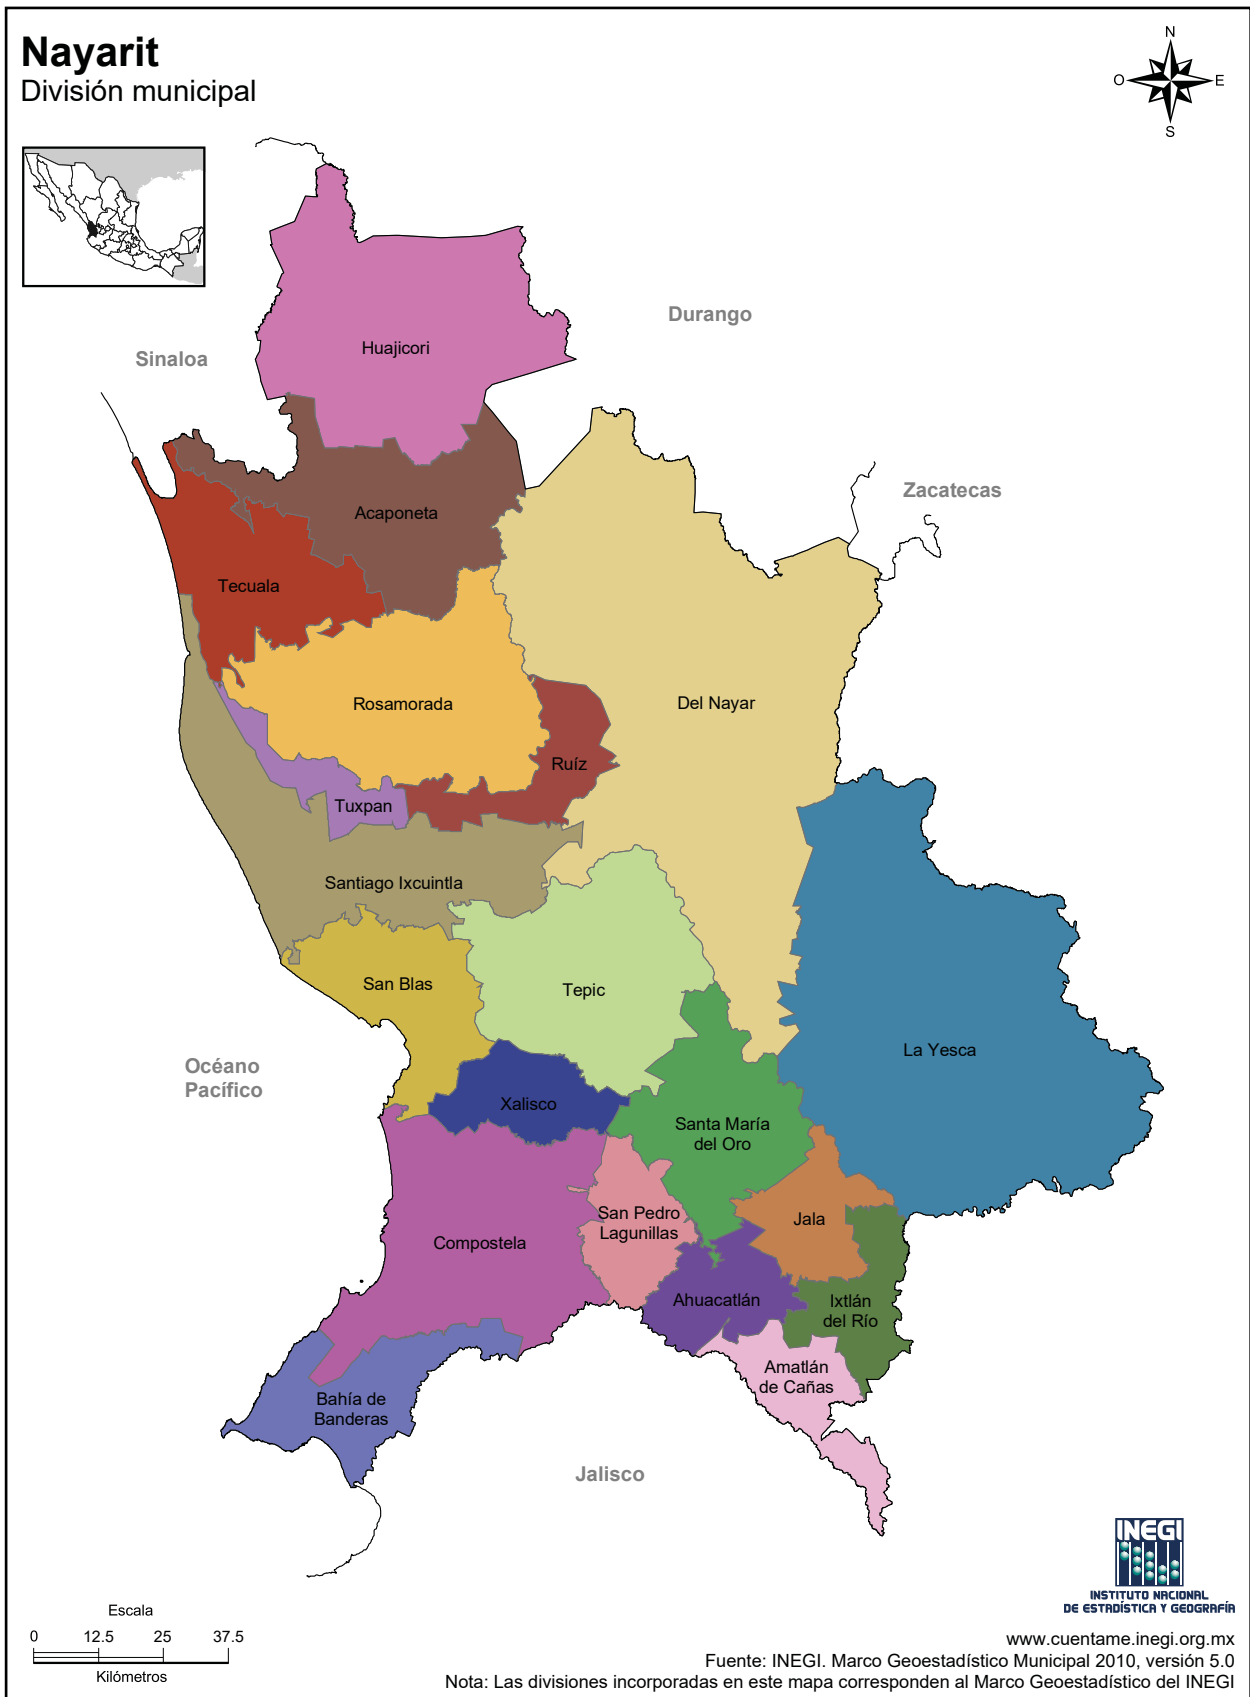 Nayarit
División municipal
N
O
E
S
Durango
Sinaloa
Huajicori
Zacatecas
Acaponeta
Tecuala
Rosamorada
Del Nayar
Ruíz
Tuxpan
Santiago Ixcuintla
San Blas
Tepic
Océano
Pacífico
La Yesca
Xalisco
Santa María
del Oro
San Pedro
Lagunillas
Jala
Compostela
Ahuacatlán
Ixtlán
del Río
Amatlán
de Cañas
Bahía de
Banderas
Jalisco
INEGI
INSTITUTO NACIONAL
DE ESTADÍSTICA Y GEOGRAFÍA
Escala
0 12.5 25 37.5
Kilómetros
www.cuentame.inegi.org.mx
Fuente: INEGI. Marco Geoestadístico Municipal 2010, versión 5.0
Nota: Las divisiones incorporadas en este mapa corresponden al Marco Geoestadístico del INEGI